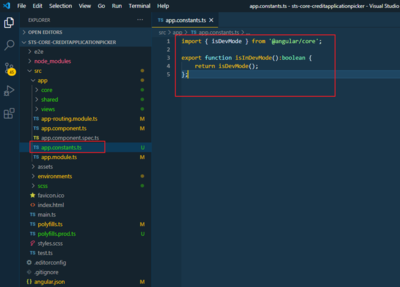 File Edit Selection View Go Run Terminal Help
app.constants.ts - sts-core-creditapplicationpicker - Visual Studio
EXPLORER
OPEN EDITORS
STS-CORE-CREDITAPPLICATIONPICKER
e2e
node_modules
src
app
core
shared
views
TS app-routing.module.ts M
TS app.component.ts M
TS app.component.spec.ts
TS app.constants.ts U
TS app.module.ts M
assets
environments
scss
favicon.ico
index.html
TS main.ts
TS polyfills.ts M
TS polyfills.prod.ts U
styles.scss
TS test.ts
.editorconfig
.gitignore
angular.json M
TS app.constants.ts U
src > app > TS app.constants.ts > ...
1 import { isDevMode } from '@angular/core';
2
3 export function isInDevMode():boolean {
4 return isDevMode();
5 };